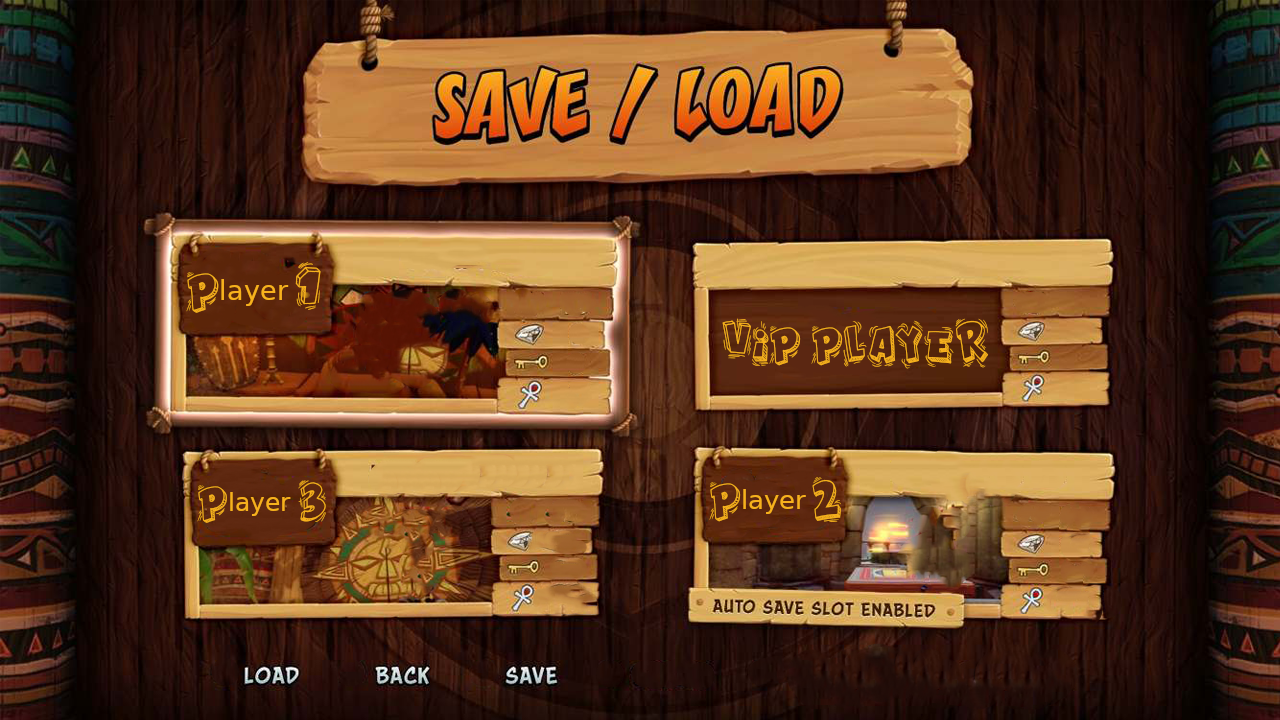 SAVE / LOAD
Player 1
ViP PLAYER
Player 3
Player 2
AUTO SAVE SLOT ENABLED
LOAD
BACK
SAVE